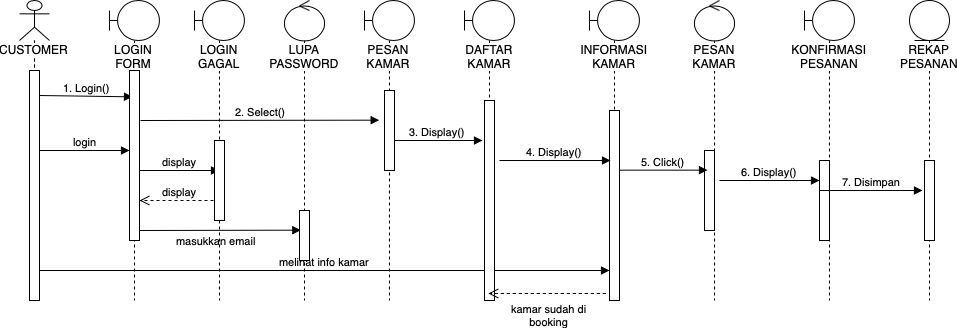 CUSTOMER
LOGIN
FORM
LOGIN
GAGAL
LUPA
PASSWORD
PESAN
KAMAR
DAFTAR
KAMAR
INFORMASI
KAMAR
PESAN
KAMAR
KONFIRMASI
PESANAN
REKAP
PESANAN
1. Login()
2. Select()
3. Display()
login
4. Display()
display
5. Click()
6. Display()
7. Disimpan
display
masukkan email
melihat info kamar
kamar sudah di
booking